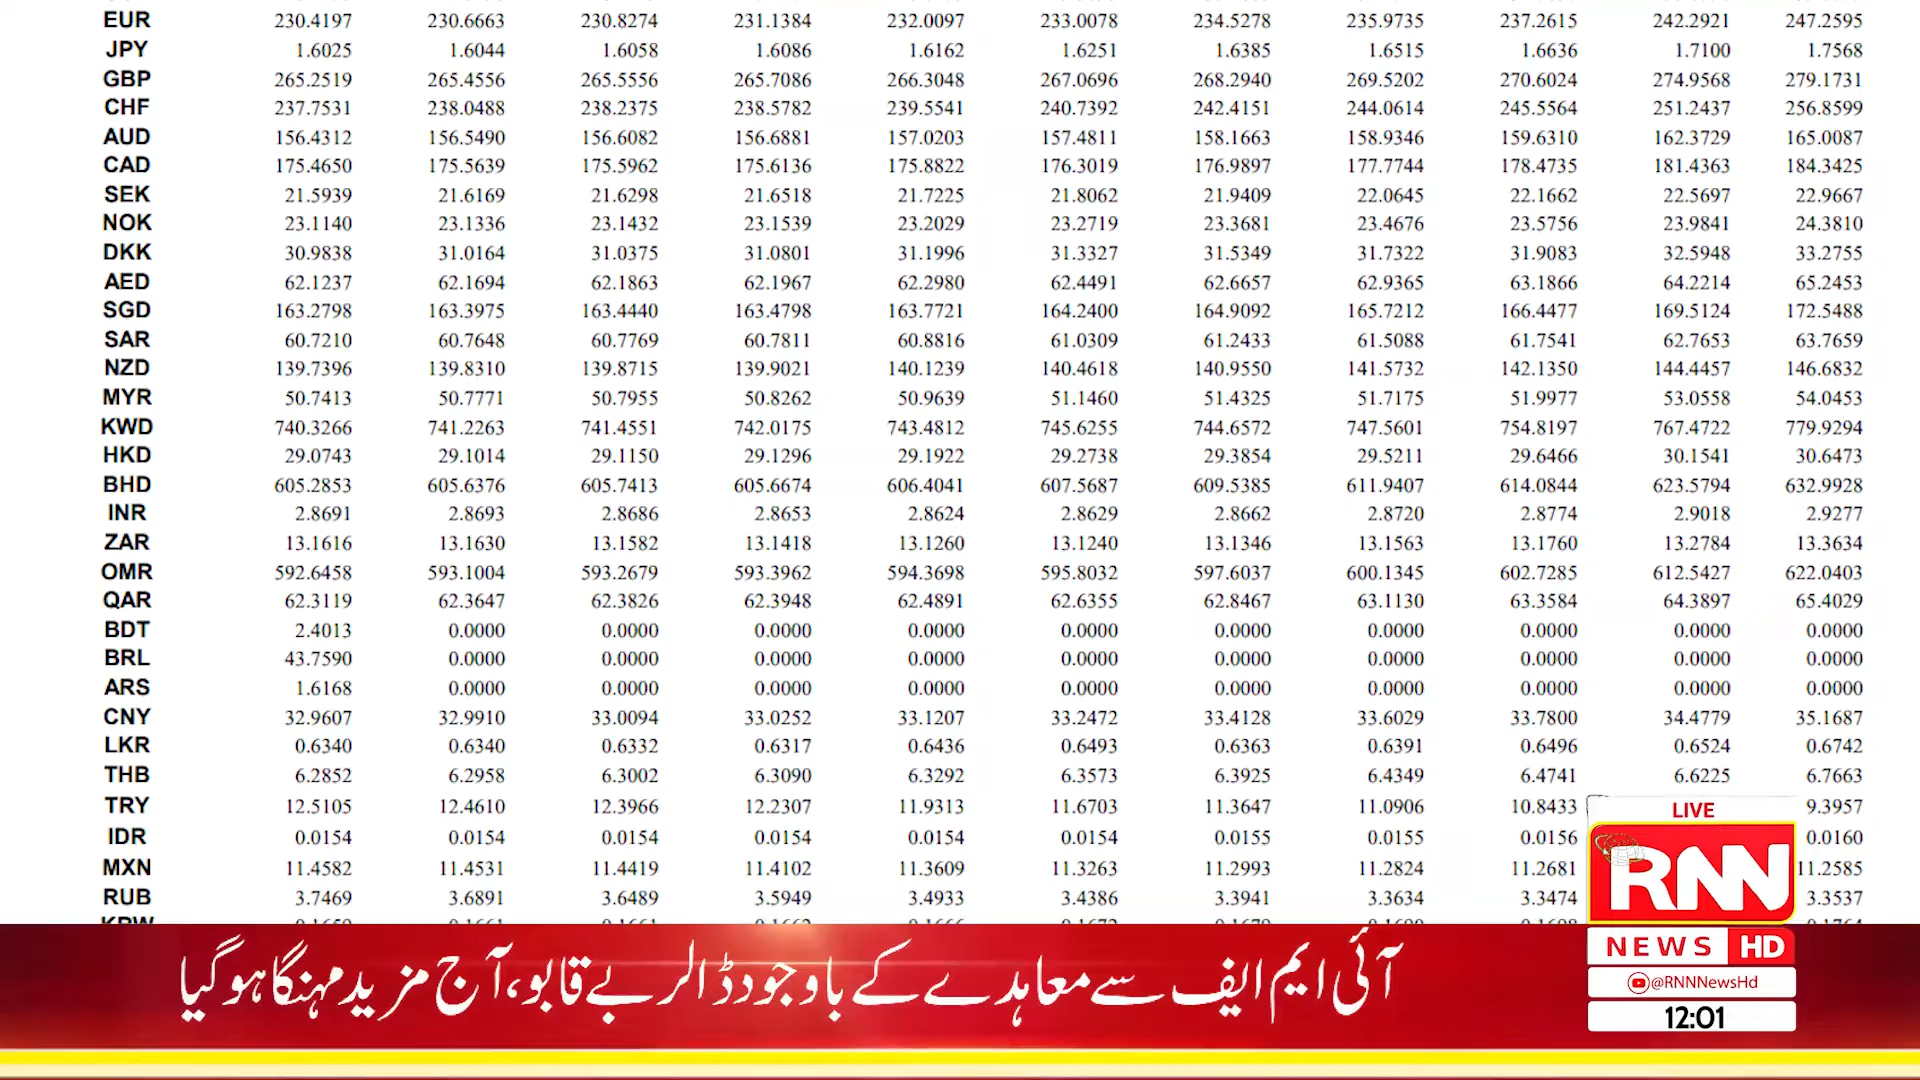 EUR 230.4197 230.6663 230.8274 231.1384 232.0097 233.0078 234.5278 235.9735 237.2615 242.2921 247.2595
JPY 1.6025 1.6044 1.6058 1.6086 1.6162 1.6251 1.6385 1.6515 1.6636 1.7100 1.7568
GBP 265.2519 265.4556 265.5556 265.7086 266.3048 267.0696 268.2940 269.5202 270.6024 274.9568 279.1731
CHF 237.7531 238.0488 238.2375 238.5782 239.5541 240.7392 242.4151 244.0614 245.5564 251.2437 256.8599
AUD 156.4312 156.5490 156.6082 156.6881 157.0203 157.4811 158.1663 158.9346 159.6310 162.3729 165.0087
CAD 175.4650 175.5639 175.5962 175.6136 175.8822 176.3019 176.9897 177.7744 178.4735 181.4363 184.3425
SEK 21.5939 21.6169 21.6298 21.6518 21.7225 21.8062 21.9409 22.0645 22.1662 22.5697 22.9667
NOK 23.1140 23.1336 23.1432 23.1539 23.2029 23.2719 23.3681 23.4676 23.5756 23.9841 24.3810
DKK 30.9838 31.0164 31.0375 31.0801 31.1996 31.3327 31.5349 31.7322 31.9083 32.5948 33.2755
AED 62.1237 62.1694 62.1863 62.1967 62.2980 62.4491 62.6657 62.9365 63.1866 64.2214 65.2453
SGD 163.2798 163.3975 163.4440 163.4798 163.7721 164.2400 164.9092 165.7212 166.4477 169.5124 172.5488
SAR 60.7210 60.7648 60.7769 60.7811 60.8816 61.0309 61.2433 61.5088 61.7541 62.7653 63.7659
NZD 139.7396 139.8310 139.8715 139.9021 140.1239 140.4618 140.9550 141.5732 142.1350 144.4457 146.6832
MYR 50.7413 50.7771 50.7955 50.8262 50.9639 51.1460 51.4325 51.7175 51.9977 53.0558 54.0453
KWD 740.3266 741.2263 741.4551 742.0175 743.4812 745.6255 744.6572 747.5601 754.8197 767.4722 779.9294
HKD 29.0743 29.1014 29.1150 29.1296 29.1922 29.2738 29.3854 29.5211 29.6466 30.1541 30.6473
BHD 605.2853 605.6376 605.7413 605.6674 606.4041 607.5687 609.5385 611.9407 614.0844 623.5794 632.9928
INR 2.8691 2.8693 2.8686 2.8653 2.8624 2.8629 2.8662 2.8720 2.8774 2.9018 2.9277
ZAR 13.1616 13.1630 13.1582 13.1418 13.1260 13.1240 13.1346 13.1563 13.1760 13.2784 13.3634
OMR 592.6458 593.1004 593.2679 593.3962 594.3698 595.8032 597.6037 600.1345 602.7285 612.5427 622.0403
QAR 62.3119 62.3647 62.3826 62.3948 62.4891 62.6355 62.8467 63.1130 63.3584 64.3897 65.4029
BDT 2.4013 0.0000 0.0000 0.0000 0.0000 0.0000 0.0000 0.0000 0.0000 0.0000 0.0000
BRL 43.7590 0.0000 0.0000 0.0000 0.0000 0.0000 0.0000 0.0000 0.0000 0.0000 0.0000
ARS 1.6168 0.0000 0.0000 0.0000 0.0000 0.0000 0.0000 0.0000 0.0000 0.0000 0.0000
CNY 32.9607 32.9910 33.0094 33.0252 33.1207 33.2472 33.4128 33.6029 33.7800 34.4779 35.1687
LKR 0.6340 0.6340 0.6332 0.6317 0.6436 0.6493 0.6363 0.6391 0.6496 0.6524 0.6742
THB 6.2852 6.2958 6.3002 6.3090 6.3292 6.3573 6.3925 6.4349 6.4741 6.6225 6.7663
TRY 12.5105 12.4610 12.3966 12.2307 11.9313 11.6703 11.3647 11.0906 10.8433 9.3957
IDR 0.0154 0.0154 0.0154 0.0154 0.0154 0.0154 0.0155 0.0155 0.0156 0.0160
MXN 11.4582 11.4531 11.4419 11.4102 11.3609 11.3263 11.2993 11.2824 11.2681 11.2585
RUB 3.7469 3.6891 3.6489 3.5949 3.4933 3.4386 3.3941 3.3634 3.3474 3.3537
LIVE
RNN
NEWS HD
@RNNNewsHd
12:01
آئی ایم ایف سے معاہدے کے باوجود ڈالر بے قابو، آج مزید مہنگا ہو گیا